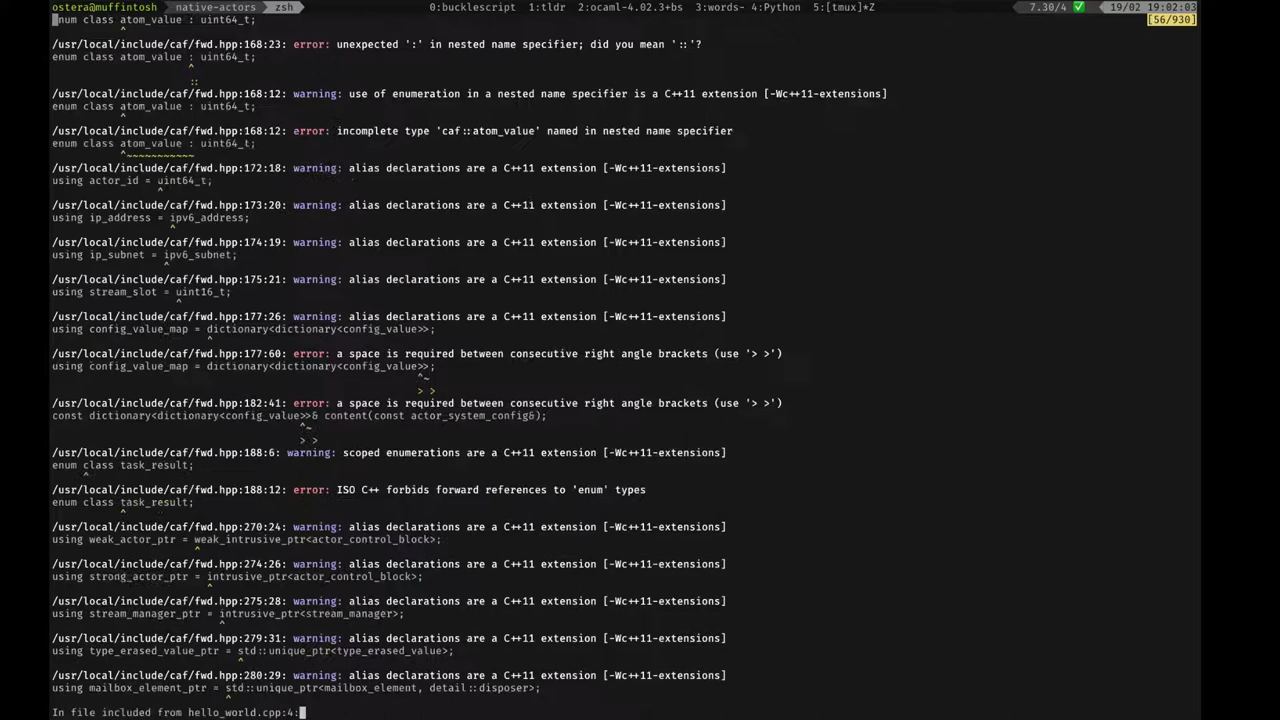 ostera@muffintosh native-actors zsh 0:bucklescript 1:tldr 2:ocaml-4.02.3+bs 3:words- 4:Python 5:[tmux]*Z 7.30/4 19/02 19:02:03
enum class atom_value : uint64_t; [56/930]
^
/usr/local/include/caf/fwd.hpp:168:23: error: unexpected ':' in nested name specifier; did you mean '::'?
enum class atom_value : uint64_t;
^
::
/usr/local/include/caf/fwd.hpp:168:12: warning: use of enumeration in a nested name specifier is a C++11 extension [-Wc++11-extensions]
enum class atom_value : uint64_t;
^
/usr/local/include/caf/fwd.hpp:168:12: error: incomplete type 'caf::atom_value' named in nested name specifier
enum class atom_value : uint64_t;
^~~~~~~~~~~~
/usr/local/include/caf/fwd.hpp:172:18: warning: alias declarations are a C++11 extension [-Wc++11-extensions]
using actor_id = uint64_t;
^
/usr/local/include/caf/fwd.hpp:173:20: warning: alias declarations are a C++11 extension [-Wc++11-extensions]
using ip_address = ipv6_address;
^
/usr/local/include/caf/fwd.hpp:174:19: warning: alias declarations are a C++11 extension [-Wc++11-extensions]
using ip_subnet = ipv6_subnet;
^
/usr/local/include/caf/fwd.hpp:175:21: warning: alias declarations are a C++11 extension [-Wc++11-extensions]
using stream_slot = uint16_t;
^
/usr/local/include/caf/fwd.hpp:177:26: warning: alias declarations are a C++11 extension [-Wc++11-extensions]
using config_value_map = dictionary<dictionary<config_value>>;
^
/usr/local/include/caf/fwd.hpp:177:60: error: a space is required between consecutive right angle brackets (use '> >')
using config_value_map = dictionary<dictionary<config_value>>;
^~
> >
/usr/local/include/caf/fwd.hpp:182:41: error: a space is required between consecutive right angle brackets (use '> >')
const dictionary<dictionary<config_value>>& content(const actor_system_config&);
^~
> >
/usr/local/include/caf/fwd.hpp:188:6: warning: scoped enumerations are a C++11 extension [-Wc++11-extensions]
enum class task_result;
^
/usr/local/include/caf/fwd.hpp:188:12: error: ISO C++ forbids forward references to 'enum' types
enum class task_result;
^
/usr/local/include/caf/fwd.hpp:270:24: warning: alias declarations are a C++11 extension [-Wc++11-extensions]
using weak_actor_ptr = weak_intrusive_ptr<actor_control_block>;
^
/usr/local/include/caf/fwd.hpp:274:26: warning: alias declarations are a C++11 extension [-Wc++11-extensions]
using strong_actor_ptr = intrusive_ptr<actor_control_block>;
^
/usr/local/include/caf/fwd.hpp:275:28: warning: alias declarations are a C++11 extension [-Wc++11-extensions]
using stream_manager_ptr = intrusive_ptr<stream_manager>;
^
/usr/local/include/caf/fwd.hpp:279:31: warning: alias declarations are a C++11 extension [-Wc++11-extensions]
using type_erased_value_ptr = std::unique_ptr<type_erased_value>;
^
/usr/local/include/caf/fwd.hpp:280:29: warning: alias declarations are a C++11 extension [-Wc++11-extensions]
using mailbox_element_ptr = std::unique_ptr<mailbox_element, detail::disposer>;
^
In file included from hello_world.cpp:4: